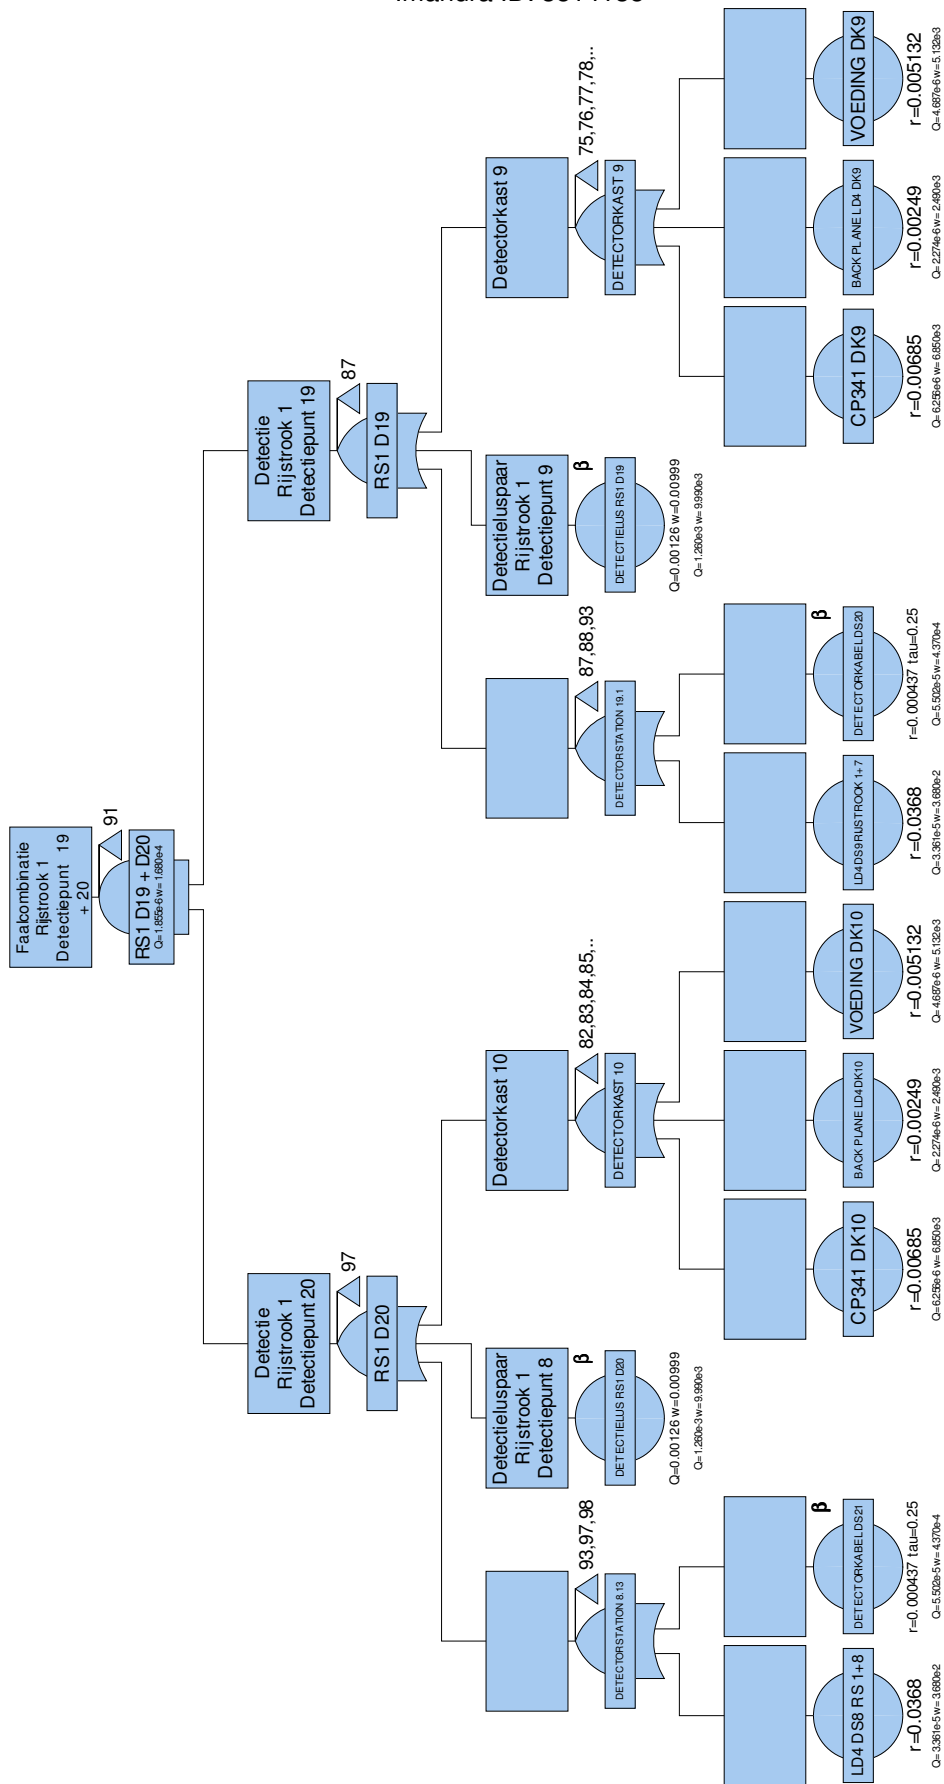 Faalcombinatie
Rijstrook 1
Detectiepunt 19
+ 20
91
RS1 D19 + D20
Q=1.855e-6 w=1.680e-4
Detectie
Rijstrook 1
Detectiepunt 20
97
RS1 D20
Detectie
Rijstrook 1
Detectiepunt 19
87
RS1 D19
93,97,98
DETECTORSTATION 8.13
Detectieluspaar
Rijstrook 1
Detectiepunt 8
β
DETECTIELUS RS1 D20
Q=0.00126 w=0.00999
Q=1.260e-3 w=9.990e-3
Detectorkast 10
82,83,84,85,..
DETECTORKAST 10
87,88,93
DETECTORSTATION 19.1
Detectieluspaar
Rijstrook 1
Detectiepunt 9
β
DETECTIELUS RS1 D19
Q=0.00126 w=0.00999
Q=1.260e-3 w=9.990e-3
Detectorkast 9
75,76,77,78,..
DETECTORKAST 9
LD4 DS8 RS 1+8
r=0.0368
Q=3.361e-5 w=3.680e-2
β
DETECTORKABEL DS21
r=0.000437 tau=0.25
Q=5.502e-5 w=4.370e-4
CP341 DK10
r=0.00685
Q=6.256e-6 w=6.850e-3
BACK PLANE LD4 DK10
r=0.00249
Q=2.274e-6 w=2.490e-3
VOEDING DK10
r=0.005132
Q=4.687e-6 w=5.132e-3
LD4 DS9 RIJSTROOK 1+7
r=0.0368
Q=3.361e-5 w=3.680e-2
β
DETECTORKABEL DS20
r=0.000437 tau=0.25
Q=5.502e-5 w=4.370e-4
CP341 DK9
r=0.00685
Q=6.256e-6 w=6.850e-3
BACK PLANE LD4 DK9
r=0.00249
Q=2.274e-6 w=2.490e-3
VOEDING DK9
r=0.005132
Q=4.687e-6 w=5.132e-3